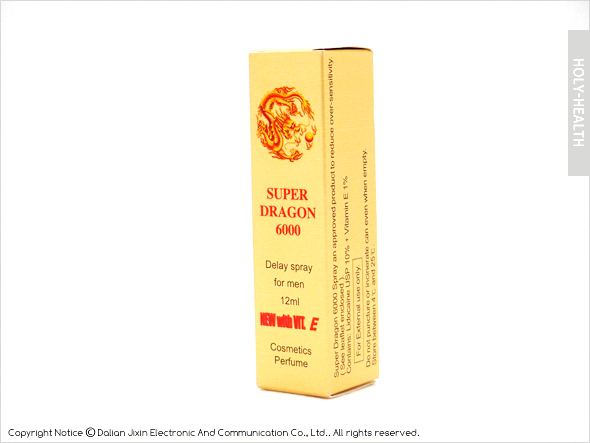 HOLY-HEALTH
SUPER
DRAGON
6000
Delay spray
for men
12ml
NEW with VIT. E
Cosmetics
Perfume
Super Dragon 6000 Spray an approved product to reduce over-sensitivity.
( See leaflet enclosed ).
Contains: Lidocaine USP 10% + Vitamin E 1%
For External use only.
Do not puncture or incinerate can even when empty.
Store between 4℃ and 25℃
Copyright Notice © Dalian Jixin Electronic And Communication Co., Ltd.. All rights reserved.